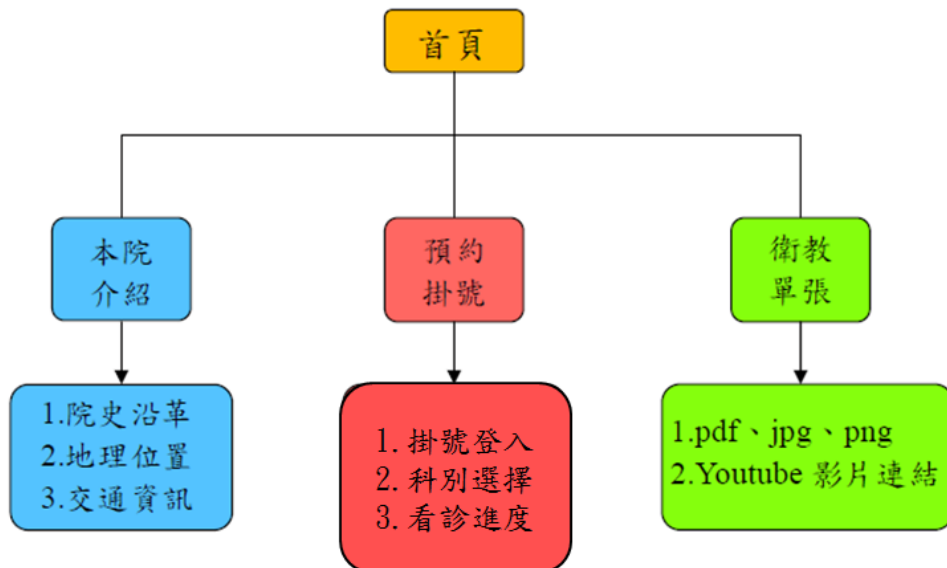 首頁
本院
介紹
預約
掛號
衛教
單張
1.院史沿革
2.地理位置
3.交通資訊
1.掛號登入
2.科別選擇
3.看診進度
1.pdf、jpg、png
2.Youtube 影片連結